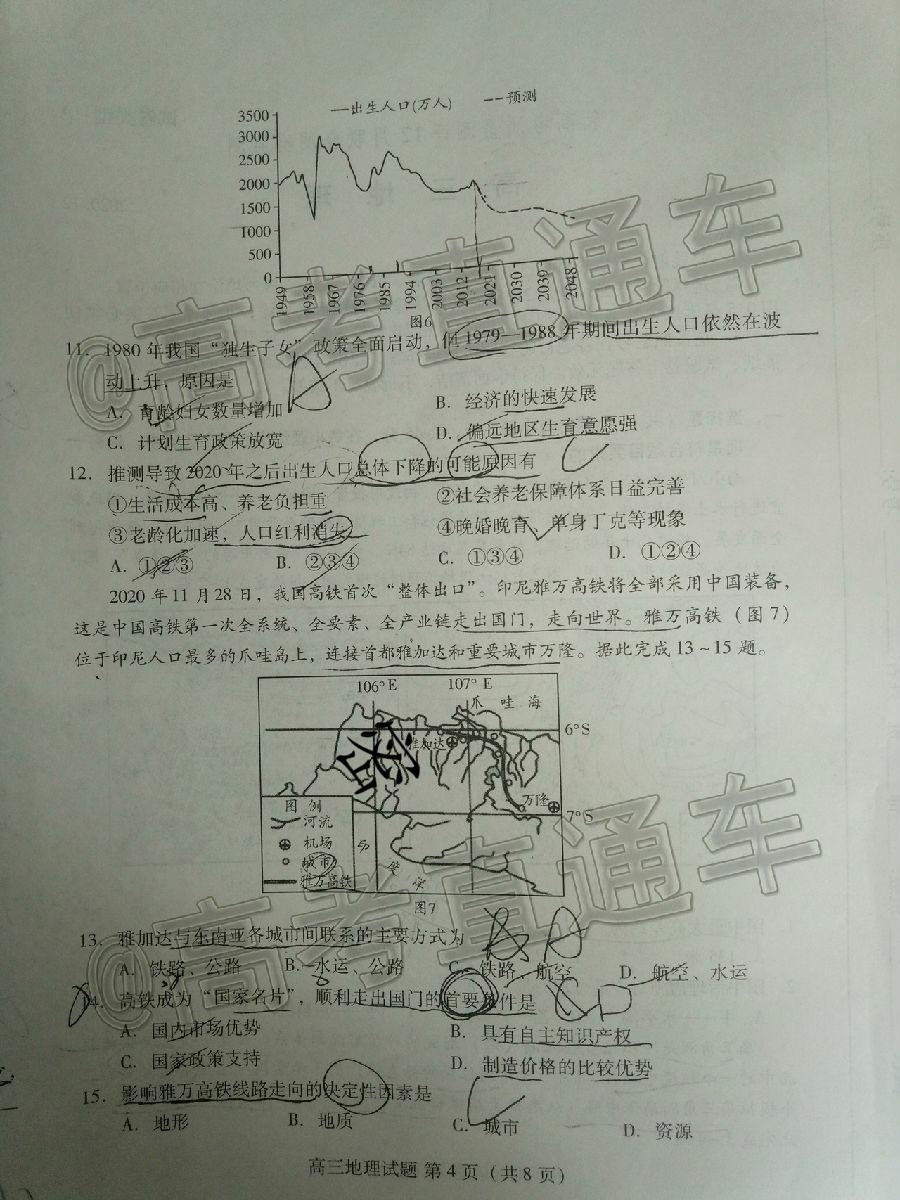 —出生人口(万人) --预测
3500
3000
2500
2000
1500
1000
500
0
1949 1958 1967 1976 1985 1994 2003 2012 2021 2030 2039 2048
图6
11. 1980年我国“独生子女”政策全面启动，但1979—1988年期间出生人口依然在波
动上升，原因是
A. 育龄妇女数量增加 B. 经济的快速发展
C. 计划生育政策放宽 D. 偏远地区生育意愿强
12. 推测导致2020年之后出生人口总体下降的可能原因有
①生活成本高、养老负担重 ②社会养老保障体系日益完善
③老龄化加速，人口红利消失 ④晚婚晚育、单身丁克等现象
A. ①②③ B. ②③④ C. ①③④ D. ①②④
2020年11月28日，我国高铁首次“整体出口”。印尼雅万高铁将全部采用中国装备，
这是中国高铁第一次全系统、全要素、全产业链走出国门，走向世界。雅万高铁（图7）
位于印尼人口最多的爪哇岛上，连接首都雅加达和重要城市万隆。据此完成13～15题。
106°E 107°E
爪哇海
6°S
雅加达
万隆
7°S
图例
河流
机场
城市
雅万高铁
图7
13. 雅加达与东南亚各城市间联系的主要方式为
A. 铁路、公路 B. 水运、公路 C. 铁路、航空 D. 航空、水运
14. 高铁成为“国家名片”，顺利走出国门的首要条件是
A. 国内市场优势 B. 具有自主知识产权
C. 国家政策支持 D. 制造价格的比较优势
15. 影响雅万高铁线路走向的决定性因素是
A. 地形 B. 地质 C. 城市 D. 资源
高三地理试题 第4页（共8页）
@高考直通车
@高考直通车